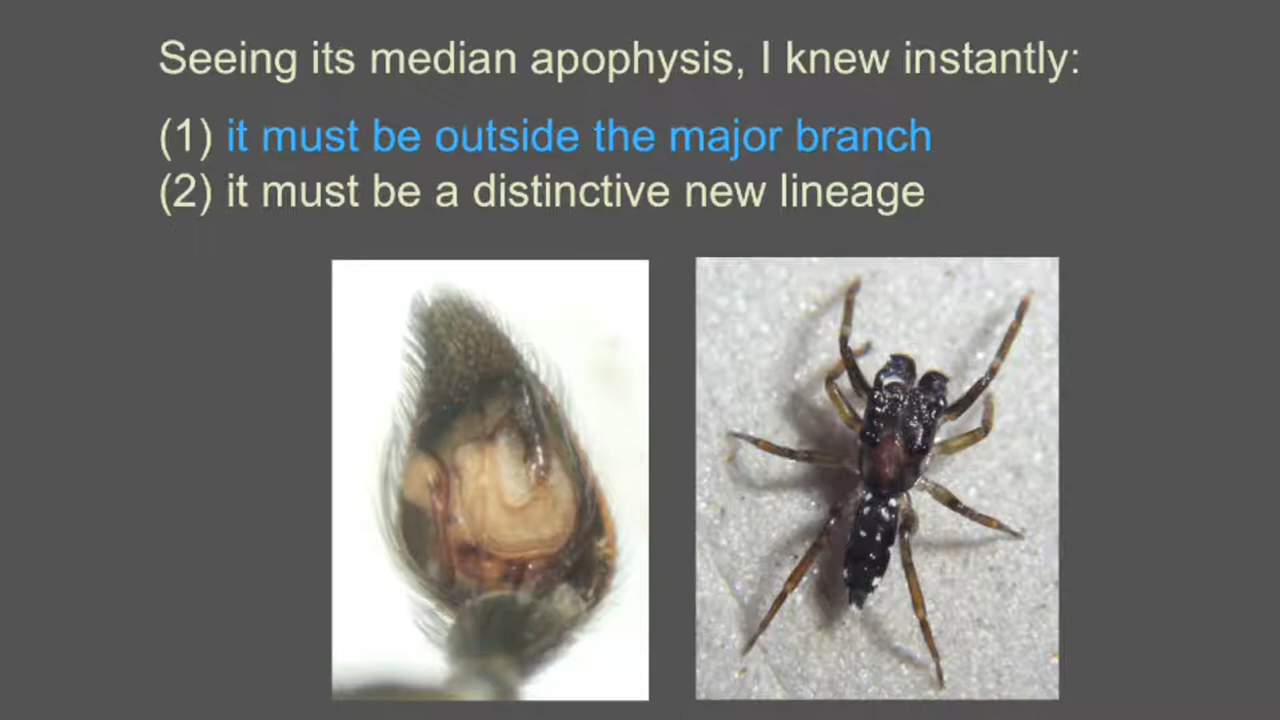 Seeing its median apophysis, I knew instantly:
(1) it must be outside the major branch
(2) it must be a distinctive new lineage